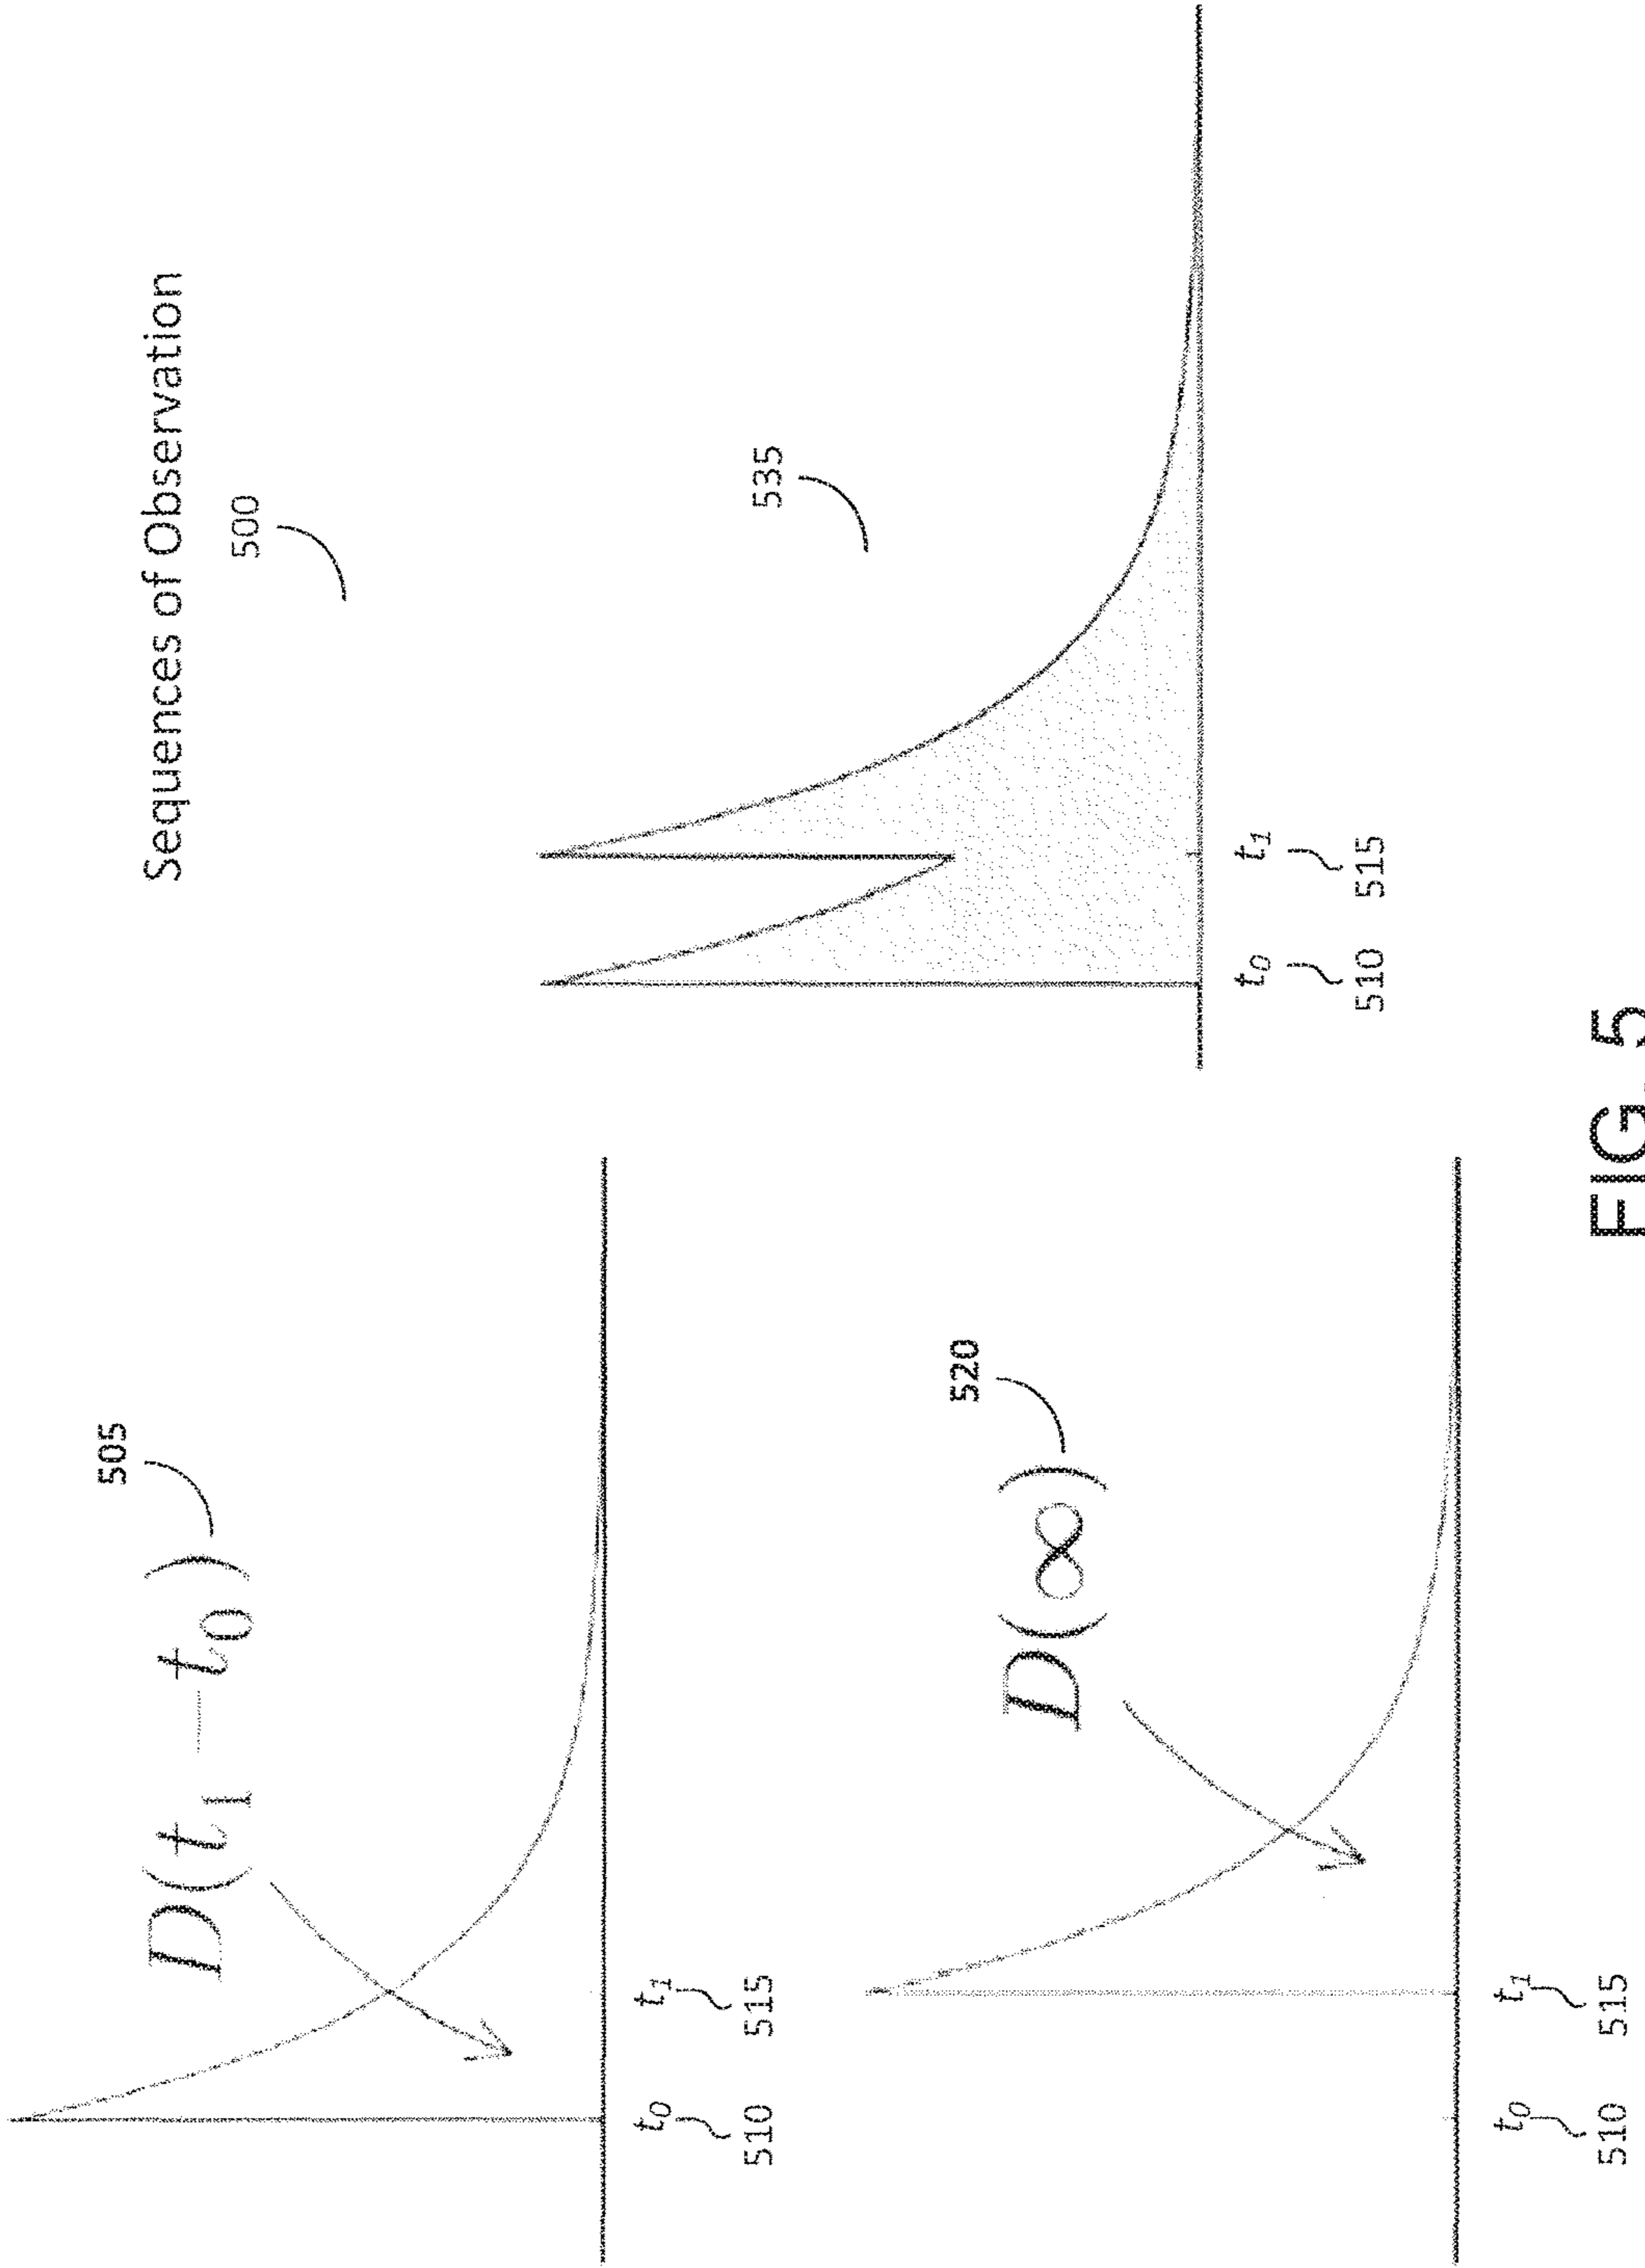 Sequences of Observation
500
505
D(t1 — t0)
t0 t1
510 515
520
D(∞)
t0 t1
510 515
535
t0 t1
510 515
FIG. 5